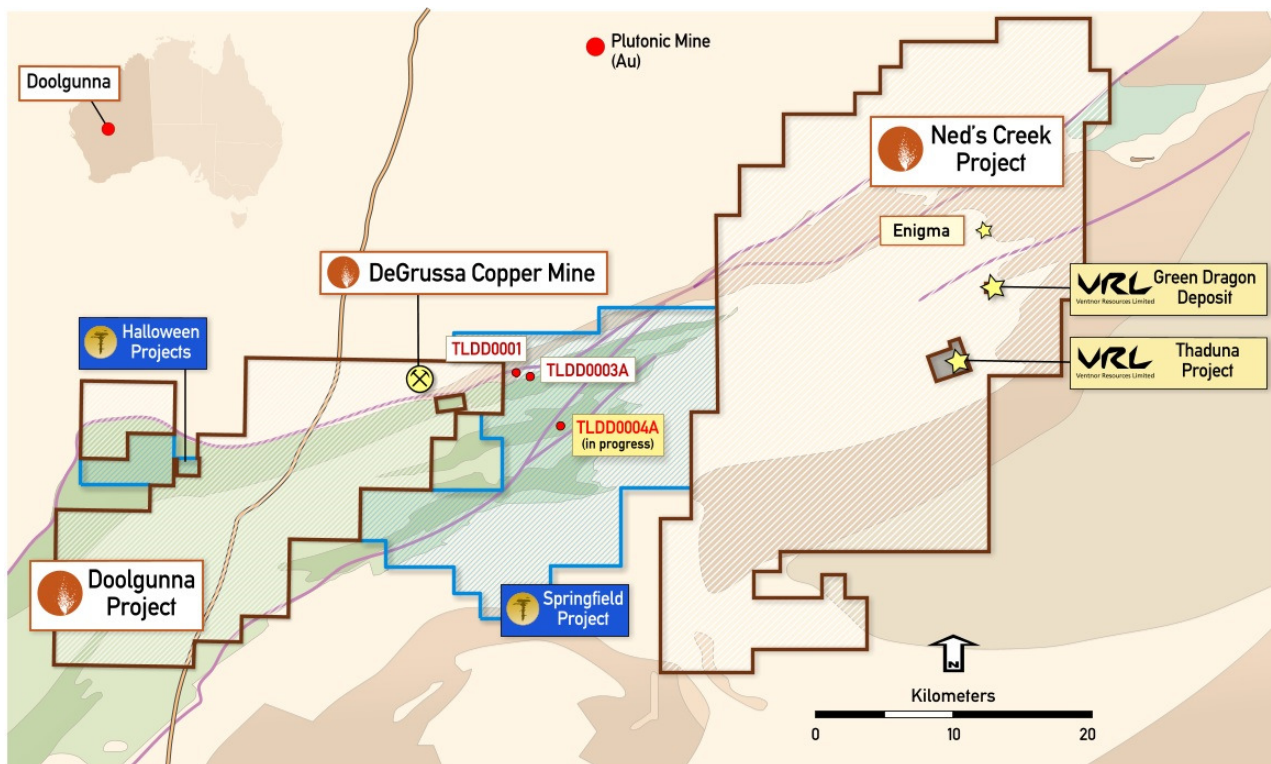 Plutonic Mine
(Au)
Doolgunna
Ned's Creek
Project
Enigma
DeGrussa Copper Mine
VRL
Ventnor Resources Limited
Green Dragon
Deposit
Halloween
Projects
TLDD0001
TLDD0003A
VRL
Ventnor Resources Limited
Thaduna
Project
TLDD0004A
(in progress)
Doolgunna
Project
Springfield
Project
N
Kilometers
0
10
20